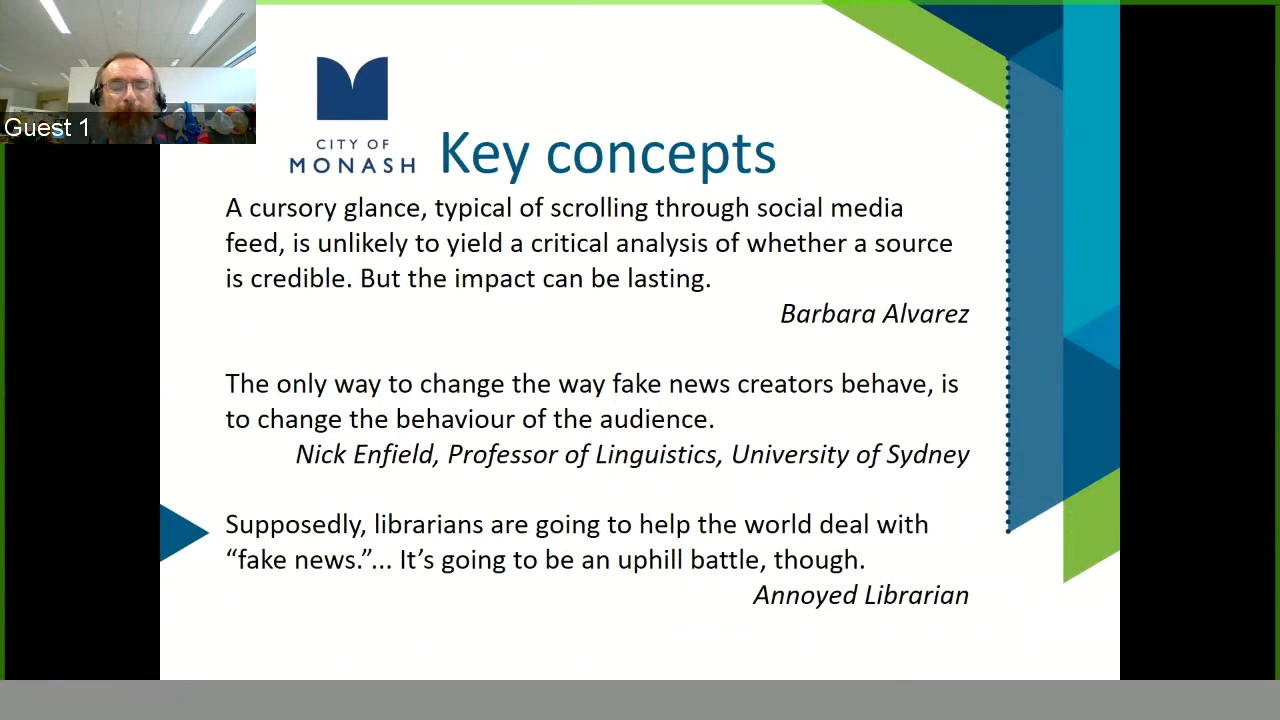 Guest 1
CITY OF
MONASH
Key concepts
A cursory glance, typical of scrolling through social media
feed, is unlikely to yield a critical analysis of whether a source
is credible. But the impact can be lasting.
Barbara Alvarez
The only way to change the way fake news creators behave, is
to change the behaviour of the audience.
Nick Enfield, Professor of Linguistics, University of Sydney
Supposedly, librarians are going to help the world deal with
“fake news.”... It’s going to be an uphill battle, though.
Annoyed Librarian